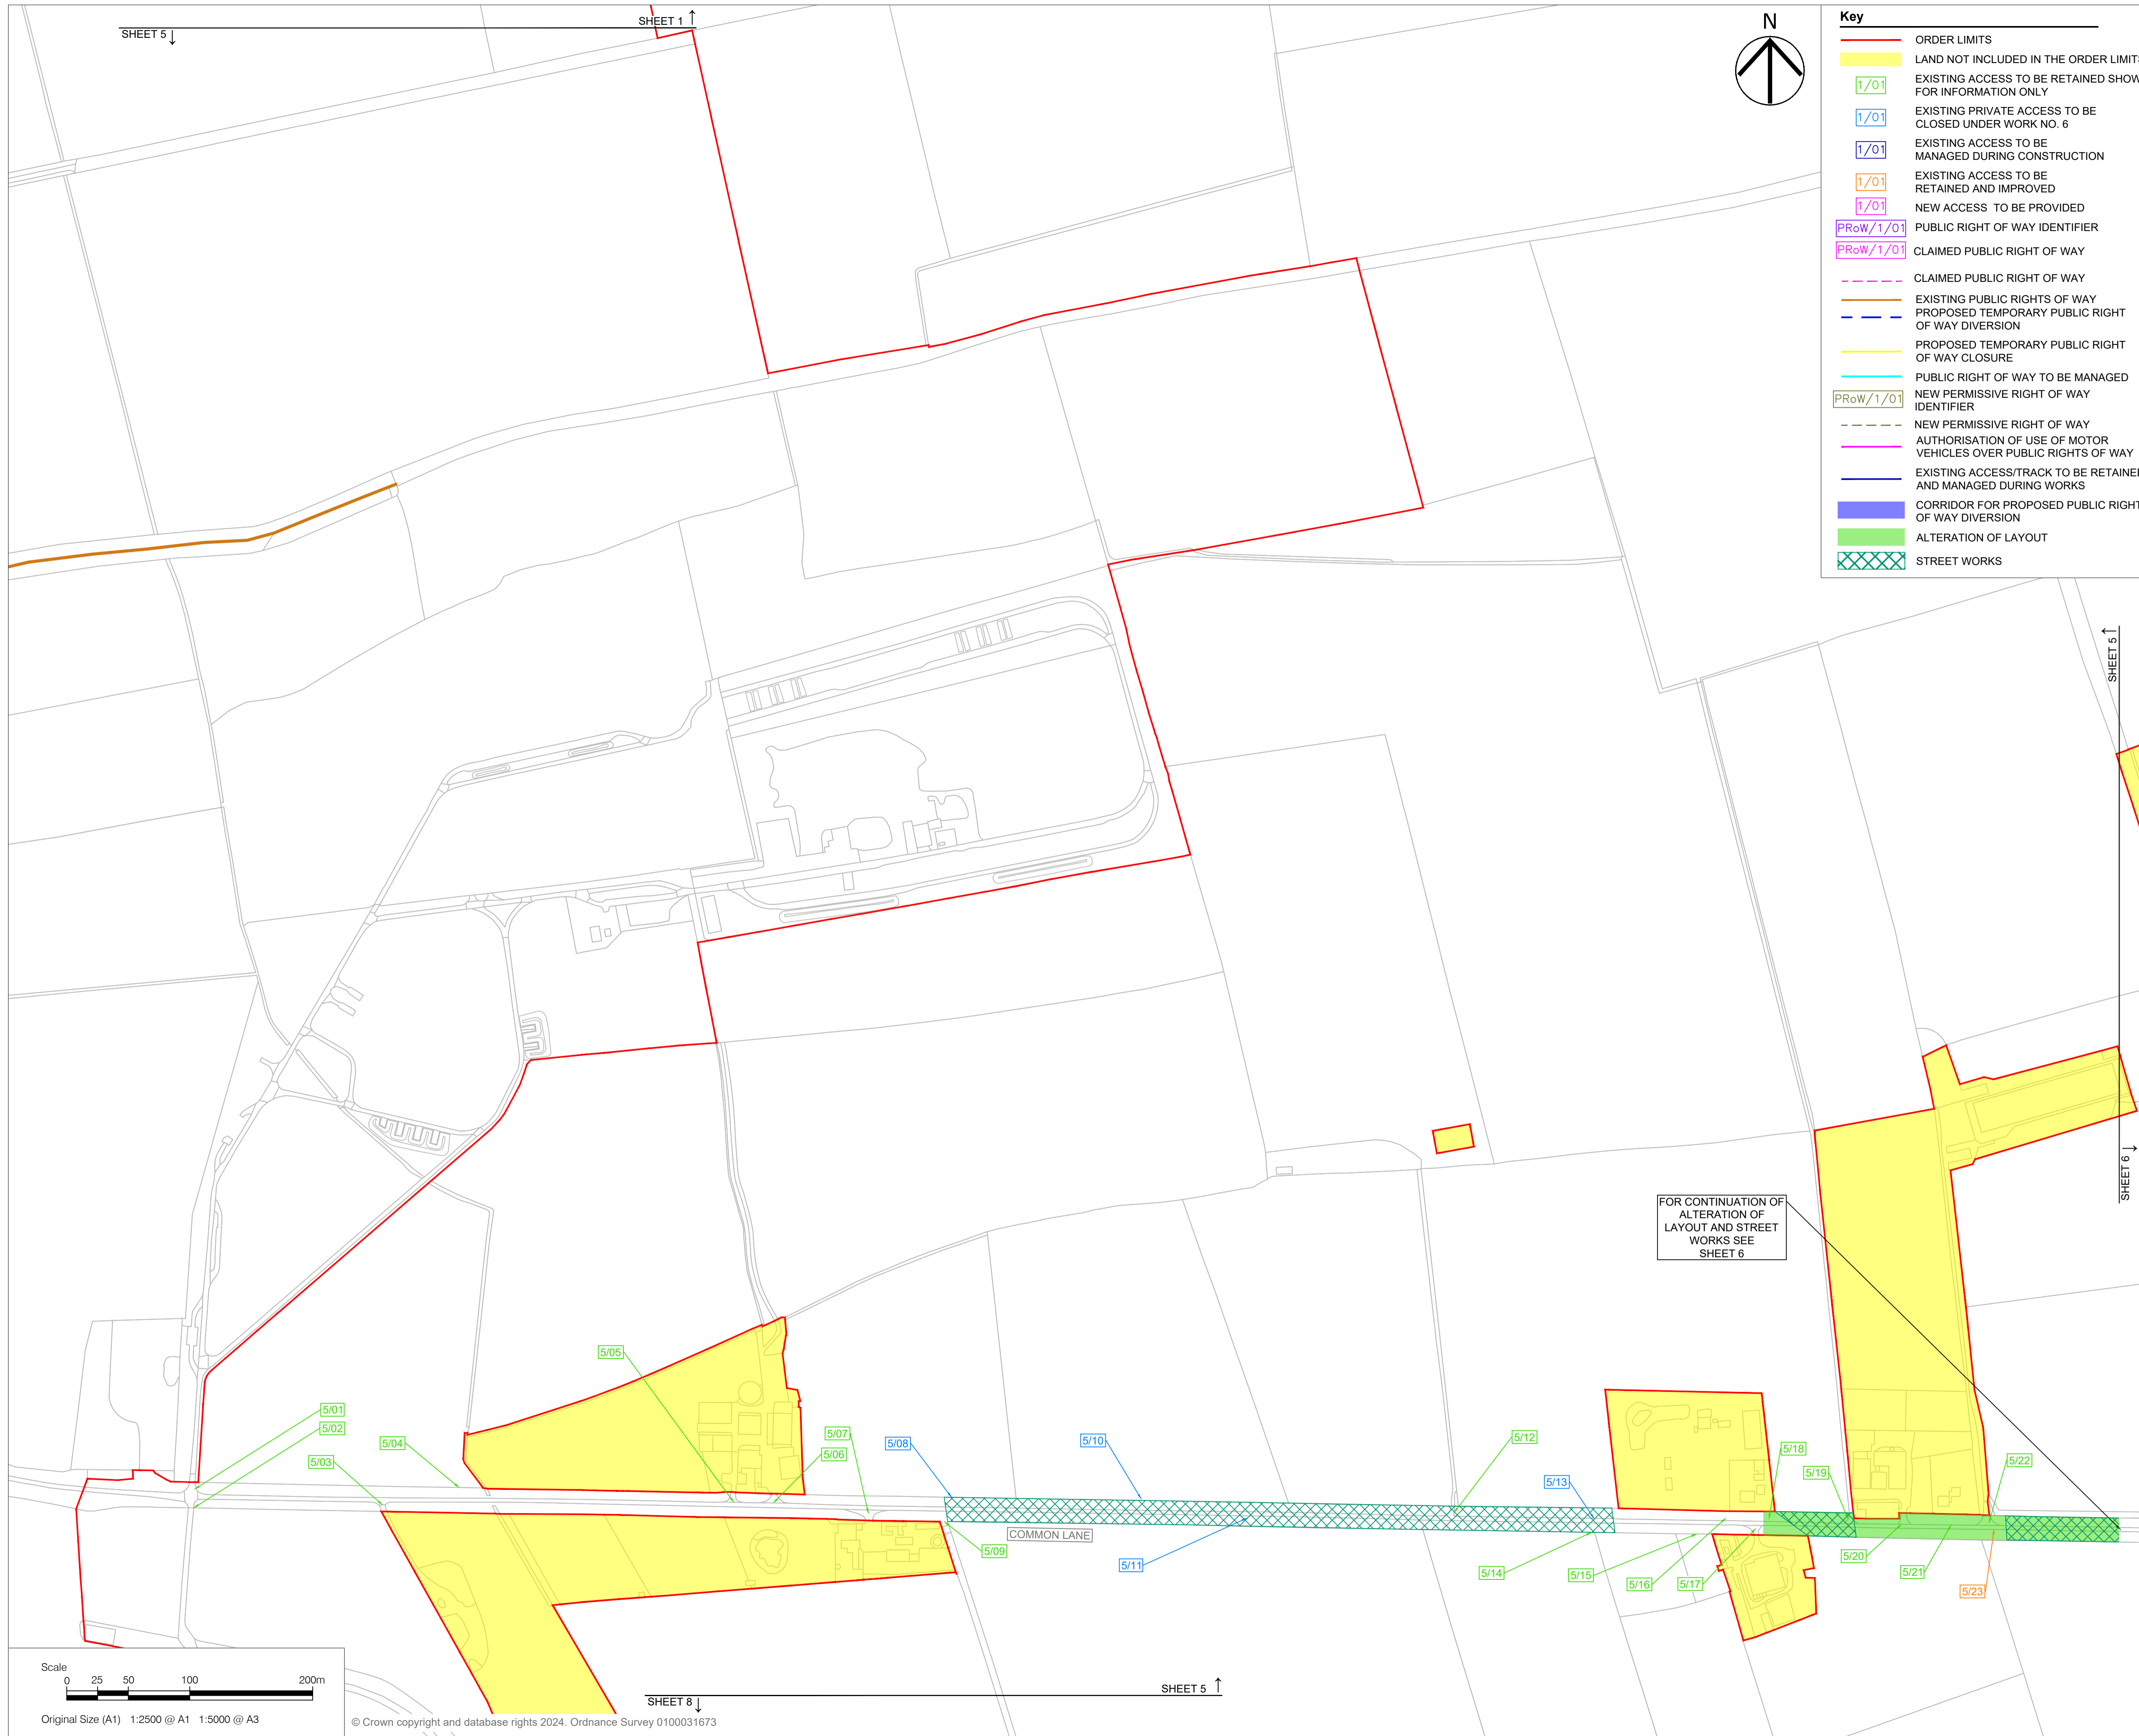 SHEET 1
SHEET 5
N
Key
ORDER LIMITS
LAND NOT INCLUDED IN THE ORDER LIMITS
1/01
EXISTING ACCESS TO BE RETAINED SHOW
FOR INFORMATION ONLY
1/01
EXISTING PRIVATE ACCESS TO BE
CLOSED UNDER WORK NO. 6
1/01
EXISTING ACCESS TO BE
MANAGED DURING CONSTRUCTION
1/01
EXISTING ACCESS TO BE
RETAINED AND IMPROVED
1/01
NEW ACCESS TO BE PROVIDED
PRoW/1/01
PUBLIC RIGHT OF WAY IDENTIFIER
PRoW/1/01
CLAIMED PUBLIC RIGHT OF WAY
CLAIMED PUBLIC RIGHT OF WAY
EXISTING PUBLIC RIGHTS OF WAY
PROPOSED TEMPORARY PUBLIC RIGHT
OF WAY DIVERSION
PROPOSED TEMPORARY PUBLIC RIGHT
OF WAY CLOSURE
PUBLIC RIGHT OF WAY TO BE MANAGED
PRoW/1/01
NEW PERMISSIVE RIGHT OF WAY
IDENTIFIER
NEW PERMISSIVE RIGHT OF WAY
AUTHORISATION OF USE OF MOTOR
VEHICLES OVER PUBLIC RIGHTS OF WAY
EXISTING ACCESS/TRACK TO BE RETAINED
AND MANAGED DURING WORKS
CORRIDOR FOR PROPOSED PUBLIC RIGHT
OF WAY DIVERSION
ALTERATION OF LAYOUT
STREET WORKS
SHEET 5
SHEET 6
FOR CONTINUATION OF
ALTERATION OF
LAYOUT AND STREET
WORKS SEE
SHEET 6
5/01
5/02
5/03
5/04
5/05
5/06
5/07
5/08
5/09
5/10
5/11
5/12
5/13
5/14
5/15
5/16
5/17
5/18
5/19
5/20
5/21
5/22
5/23
COMMON LANE
Scale
0 25 50 100 200m
Original Size (A1) 1:2500 @ A1 1:5000 @ A3
SHEET 8
SHEET 5
© Crown copyright and database rights 2024. Ordnance Survey 0100031673